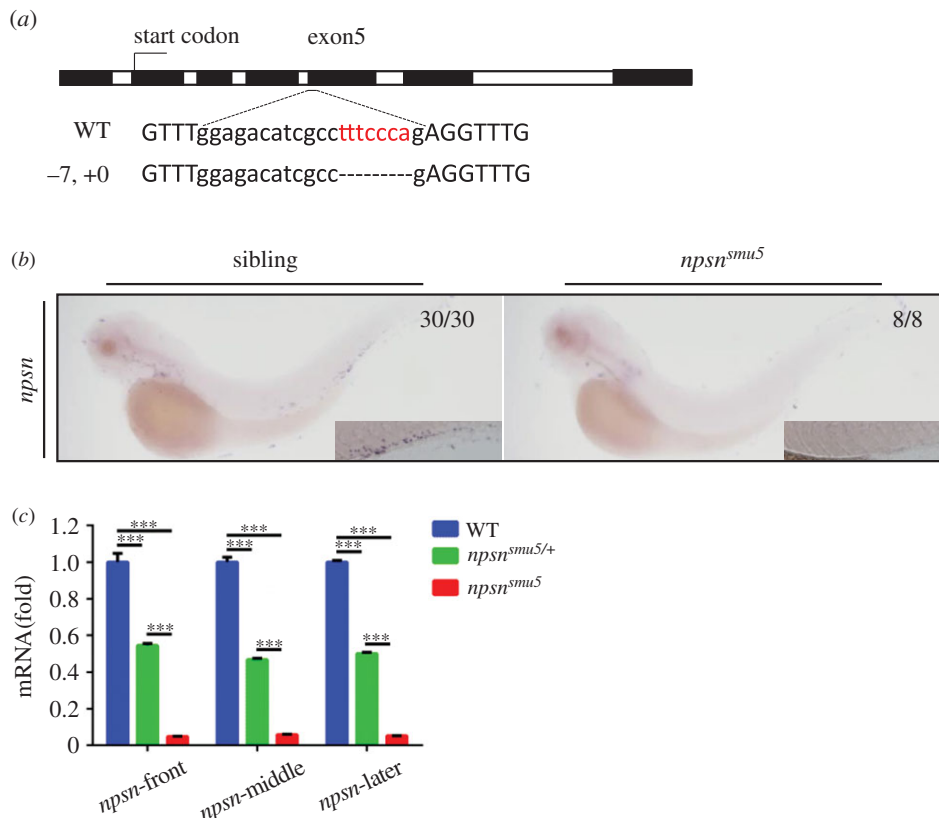 (a)
start codon
exon5
WT GTTTggagacatcgcctttcccagAGGTTTG
–7, +0 GTTTggagacatcgcc---------gAGGTTTG
(b)
sibling
npsnsmu5
npsn
30/30
8/8
(c)
mRNA(fold)
1.2
1.0
0.8
0.6
0.4
0.2
0
*** *** ***
*** *** ***
*** *** ***
WT
npsnsmu5/+
npsnsmu5
npsn-front
npsn-middle
npsn-later